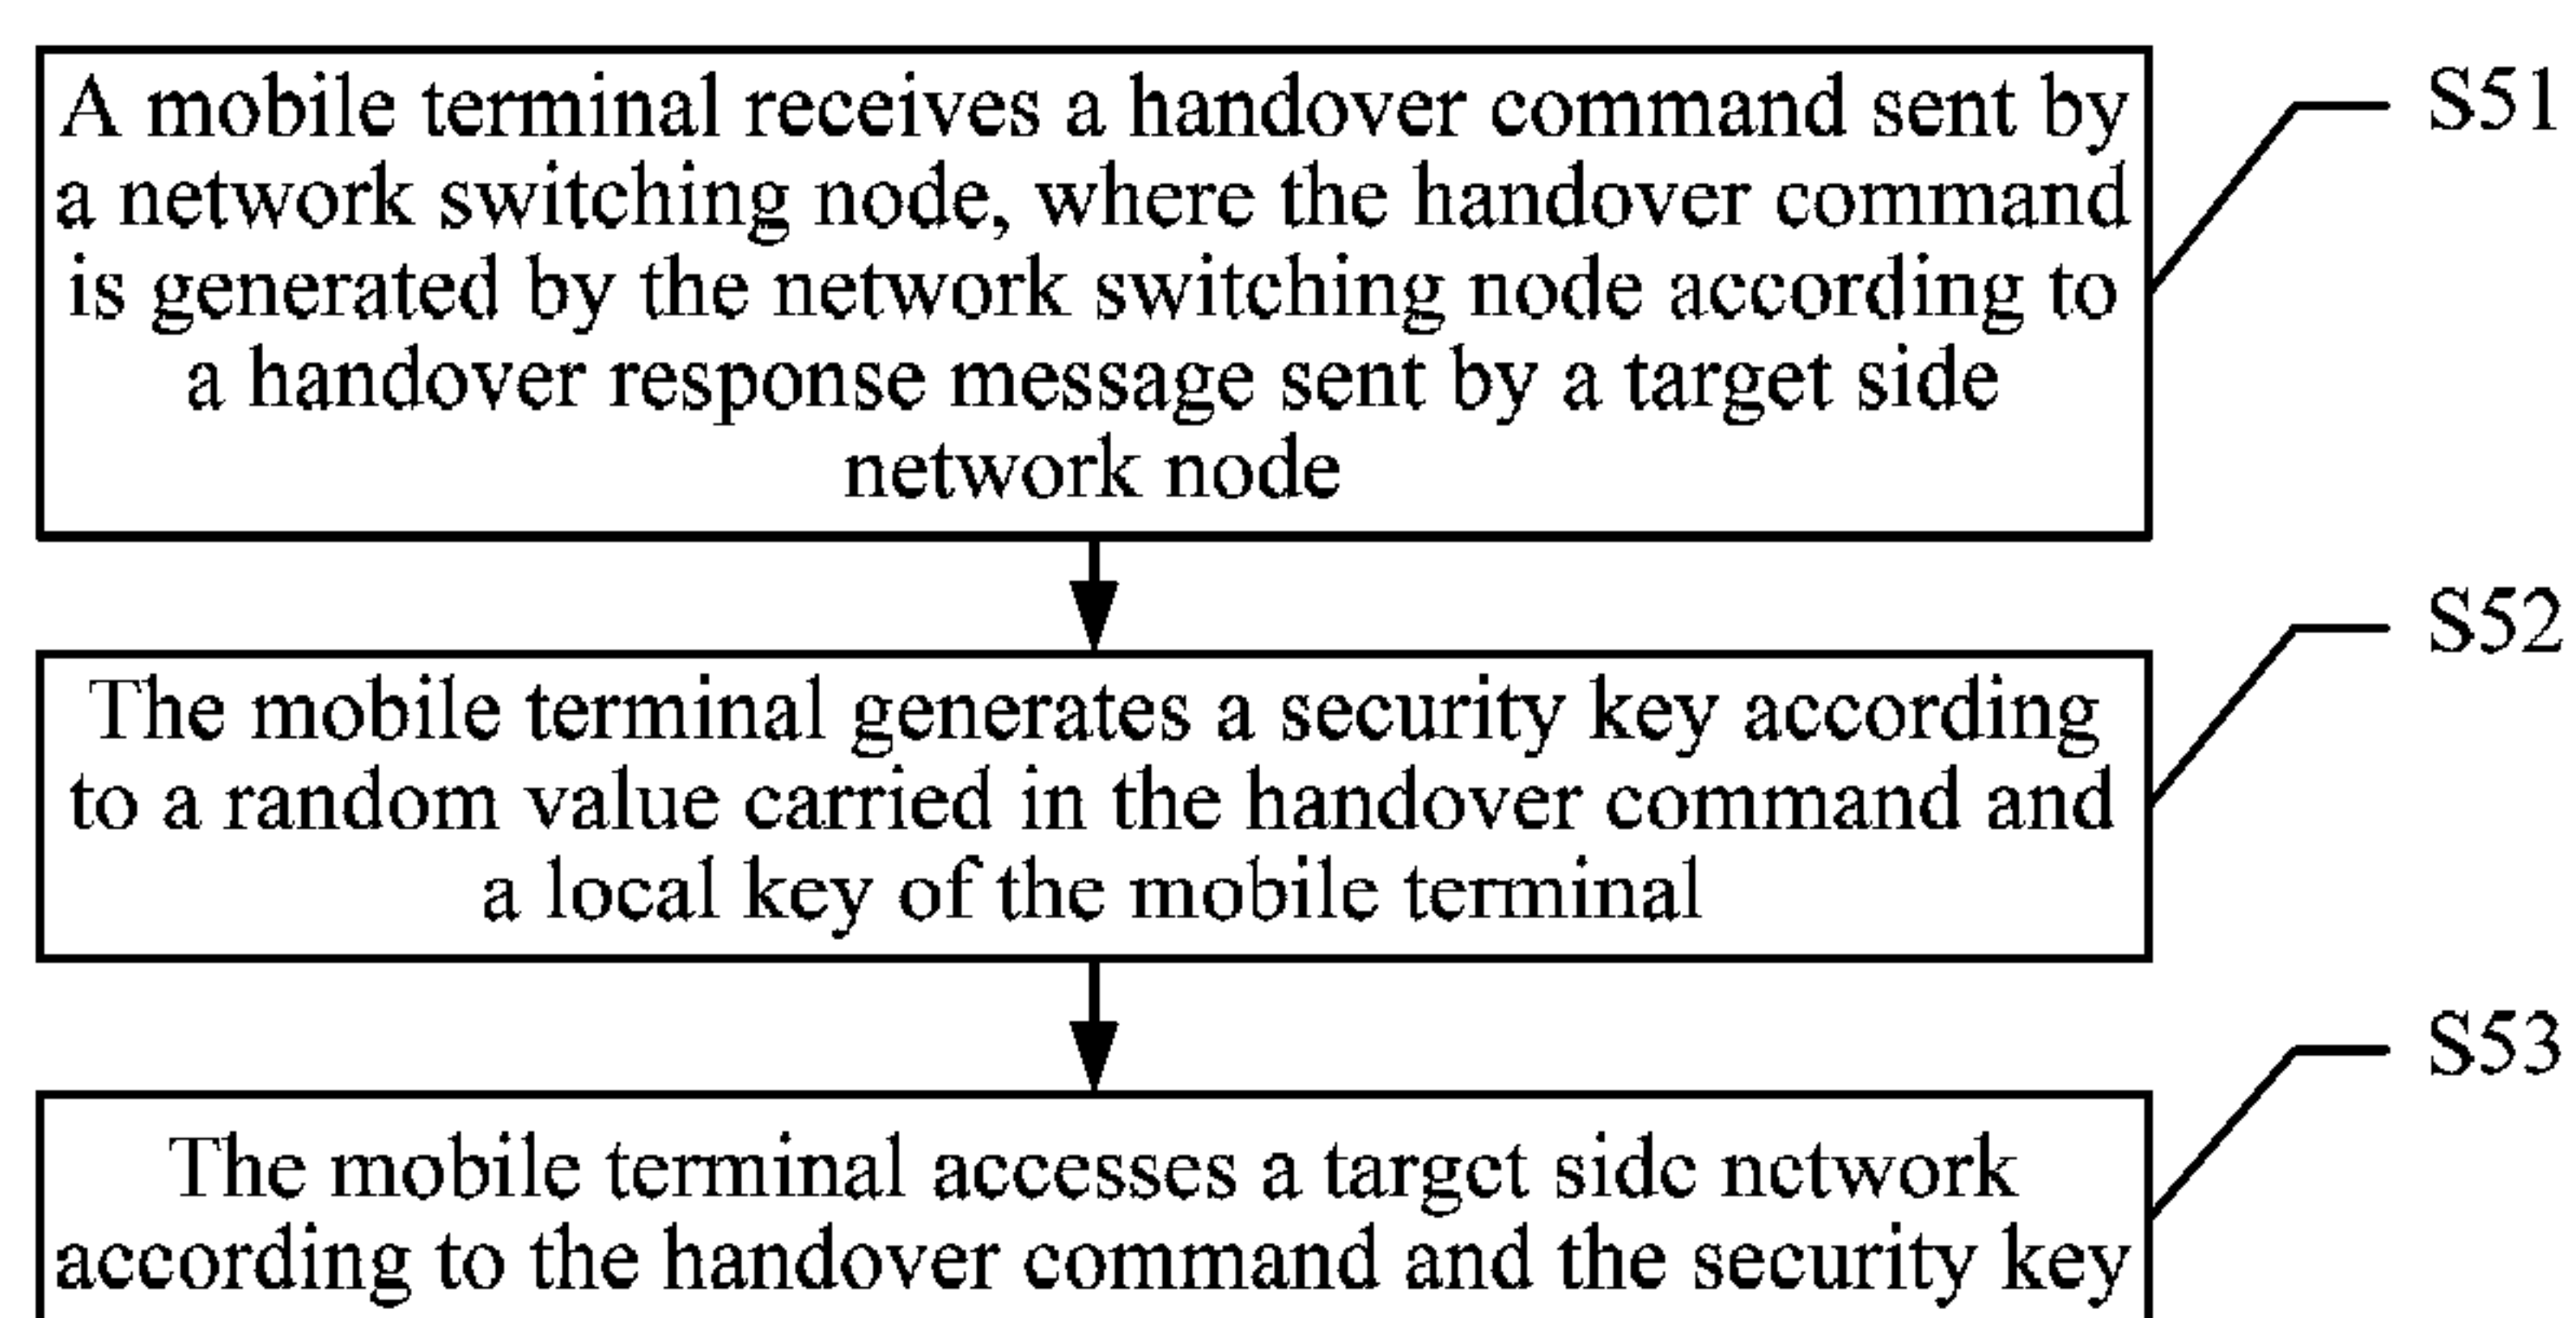 A mobile terminal receives a handover command sent by
a network switching node, where the handover command
is generated by the network switching node according to
a handover response message sent by a target side
network node
S51
The mobile terminal generates a security key according
to a random value carried in the handover command and
a local key of the mobile terminal
S52
The mobile terminal accesses a target side network
according to the handover command and the security key
S53